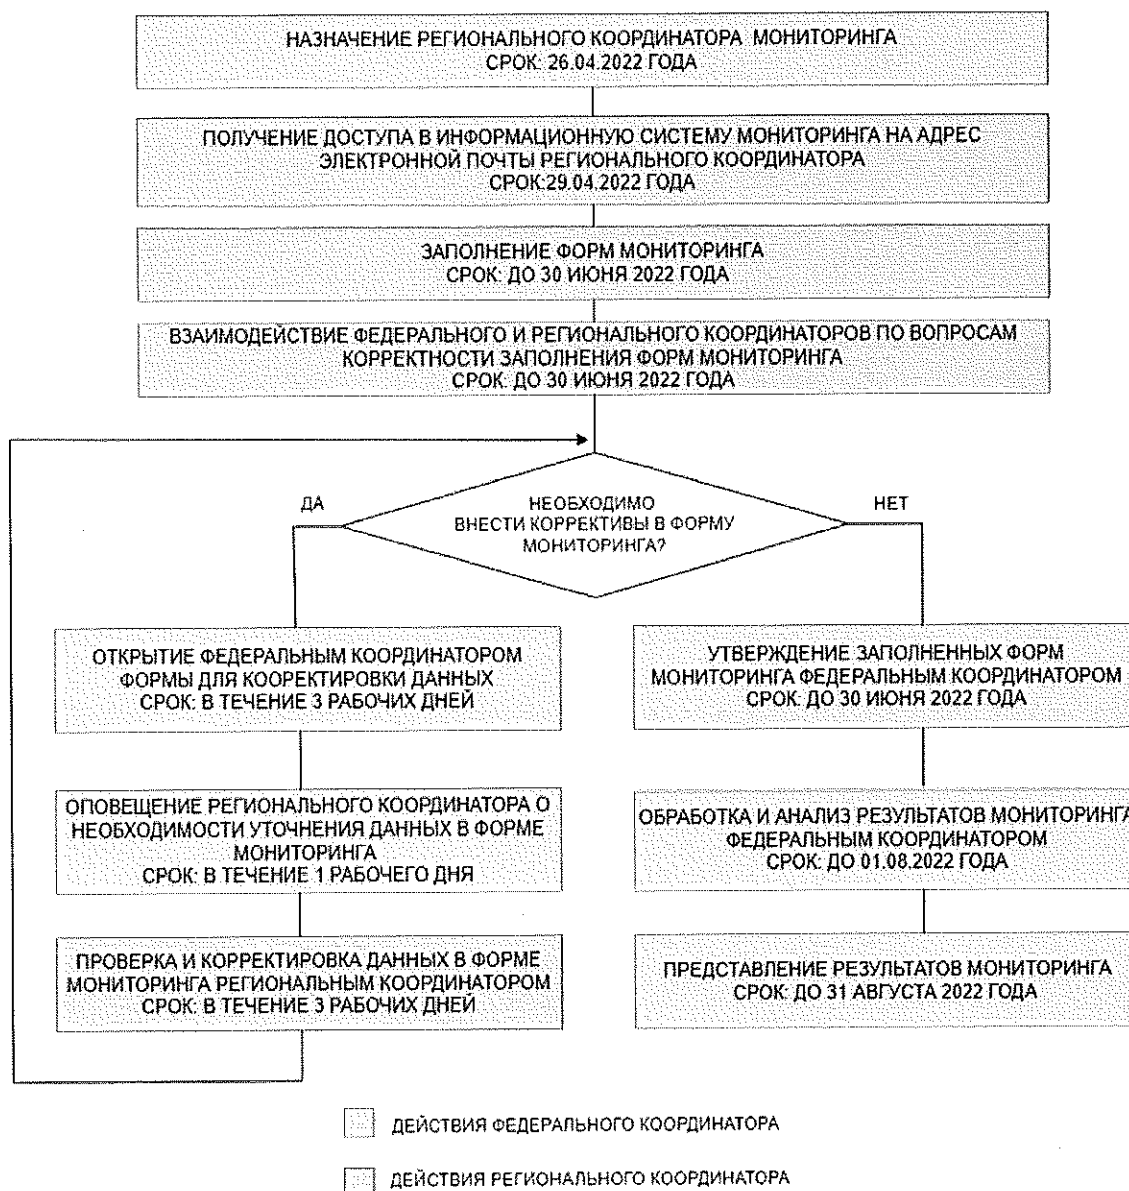 НАЗНАЧЕНИЕ РЕГИОНАЛЬНОГО КООРДИНАТОРА МОНИТОРИНГА
СРОК: 26.04.2022 ГОДА
ПОЛУЧЕНИЕ ДОСТУПА В ИНФОРМАЦИОННУЮ СИСТЕМУ МОНИТОРИНГА НА АДРЕС
ЭЛЕКТРОННОЙ ПОЧТЫ РЕГИОНАЛЬНОГО КООРДИНАТОРА
СРОК:29.04.2022 ГОДА
ЗАПОЛНЕНИЕ ФОРМ МОНИТОРИНГА
СРОК: ДО 30 ИЮНЯ 2022 ГОДА
ВЗАИМОДЕЙСТВИЕ ФЕДЕРАЛЬНОГО И РЕГИОНАЛЬНОГО КООРДИНАТОРОВ ПО ВОПРОСАМ
КОРРЕКТНОСТИ ЗАПОЛНЕНИЯ ФОРМ МОНИТОРИНГА
СРОК: ДО 30 ИЮНЯ 2022 ГОДА
ДА
НЕОБХОДИМО
ВНЕСТИ КОРРЕКТИВЫ В ФОРМУ
МОНИТОРИНГА?
НЕТ
ОТКРЫТИЕ ФЕДЕРАЛЬНЫМ КООРДИНАТОРОМ
ФОРМЫ ДЛЯ КООРЕКТИРОВКИ ДАННЫХ
СРОК: В ТЕЧЕНИЕ 3 РАБОЧИХ ДНЕЙ
ОПОВЕЩЕНИЕ РЕГИОНАЛЬНОГО КООРДИНАТОРА О
НЕОБХОДИМОСТИ УТОЧНЕНИЯ ДАННЫХ В ФОРМЕ
МОНИТОРИНГА
СРОК: В ТЕЧЕНИЕ 1 РАБОЧЕГО ДНЯ
ПРОВЕРКА И КОРРЕКТИРОВКА ДАННЫХ В ФОРМЕ
МОНИТОРИНГА РЕГИОНАЛЬНЫМ КООРДИНАТОРОМ
СРОК: В ТЕЧЕНИЕ 3 РАБОЧИХ ДНЕЙ
УТВЕРЖДЕНИЕ ЗАПОЛНЕННЫХ ФОРМ
МОНИТОРИНГА ФЕДЕРАЛЬНЫМ КООРДИНАТОРОМ
СРОК: ДО 30 ИЮНЯ 2022 ГОДА
ОБРАБОТКА И АНАЛИЗ РЕЗУЛЬТАТОВ МОНИТОРИНГА
ФЕДЕРАЛЬНЫМ КООРДИНАТОРОМ
СРОК: ДО 01.08.2022 ГОДА
ПРЕДСТАВЛЕНИЕ РЕЗУЛЬТАТОВ МОНИТОРИНГА
СРОК: ДО 31 АВГУСТА 2022 ГОДА
ДЕЙСТВИЯ ФЕДЕРАЛЬНОГО КООРДИНАТОРА
ДЕЙСТВИЯ РЕГИОНАЛЬНОГО КООРДИНАТОРА